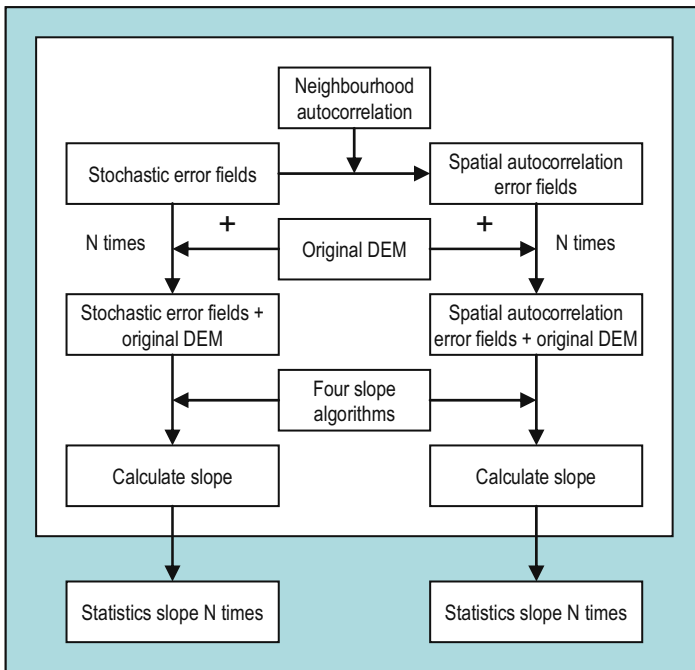 Neighbourhood
autocorrelation
Stochastic error fields
Spatial autocorrelation
error fields
+
+
N times
Original DEM
N times
Stochastic error fields +
original DEM
Spatial autocorrelation
error fields + original DEM
Four slope
algorithms
Calculate slope
Calculate slope
Statistics slope N times
Statistics slope N times